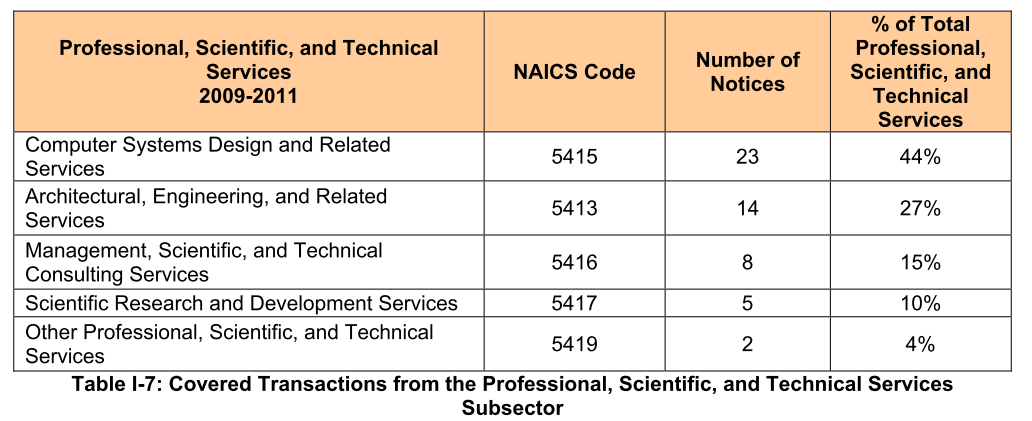 Professional, Scientific, and Technical
Services
2009-2011
NAICS Code
Number of
Notices
% of Total
Professional,
Scientific, and
Technical
Services
Computer Systems Design and Related
Services
5415
23
44%
Architectural, Engineering, and Related
Services
5413
14
27%
Management, Scientific, and Technical
Consulting Services
5416
8
15%
Scientific Research and Development Services
5417
5
10%
Other Professional, Scientific, and Technical
Services
5419
2
4%
Table I-7: Covered Transactions from the Professional, Scientific, and Technical Services
Subsector